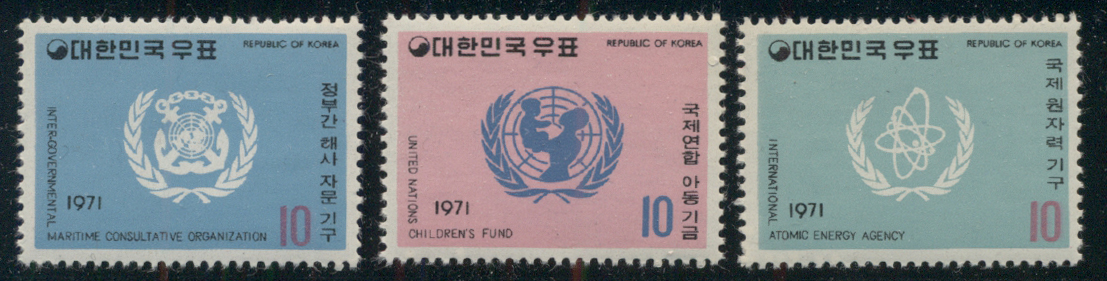 대한민국우표
REPUBLIC OF KOREA
정부간 해사 자문 기구
INTER-GOVERNMENTAL
MARITIME CONSULTATIVE ORGANIZATION
1971
10
대한민국우표
REPUBLIC OF KOREA
국제연합 아동기금
UNITED NATIONS
CHILDREN'S FUND
1971
10
대한민국우표
REPUBLIC OF KOREA
국제 원자력 기구
INTERNATIONAL
ATOMIC ENERGY AGENCY
1971
10